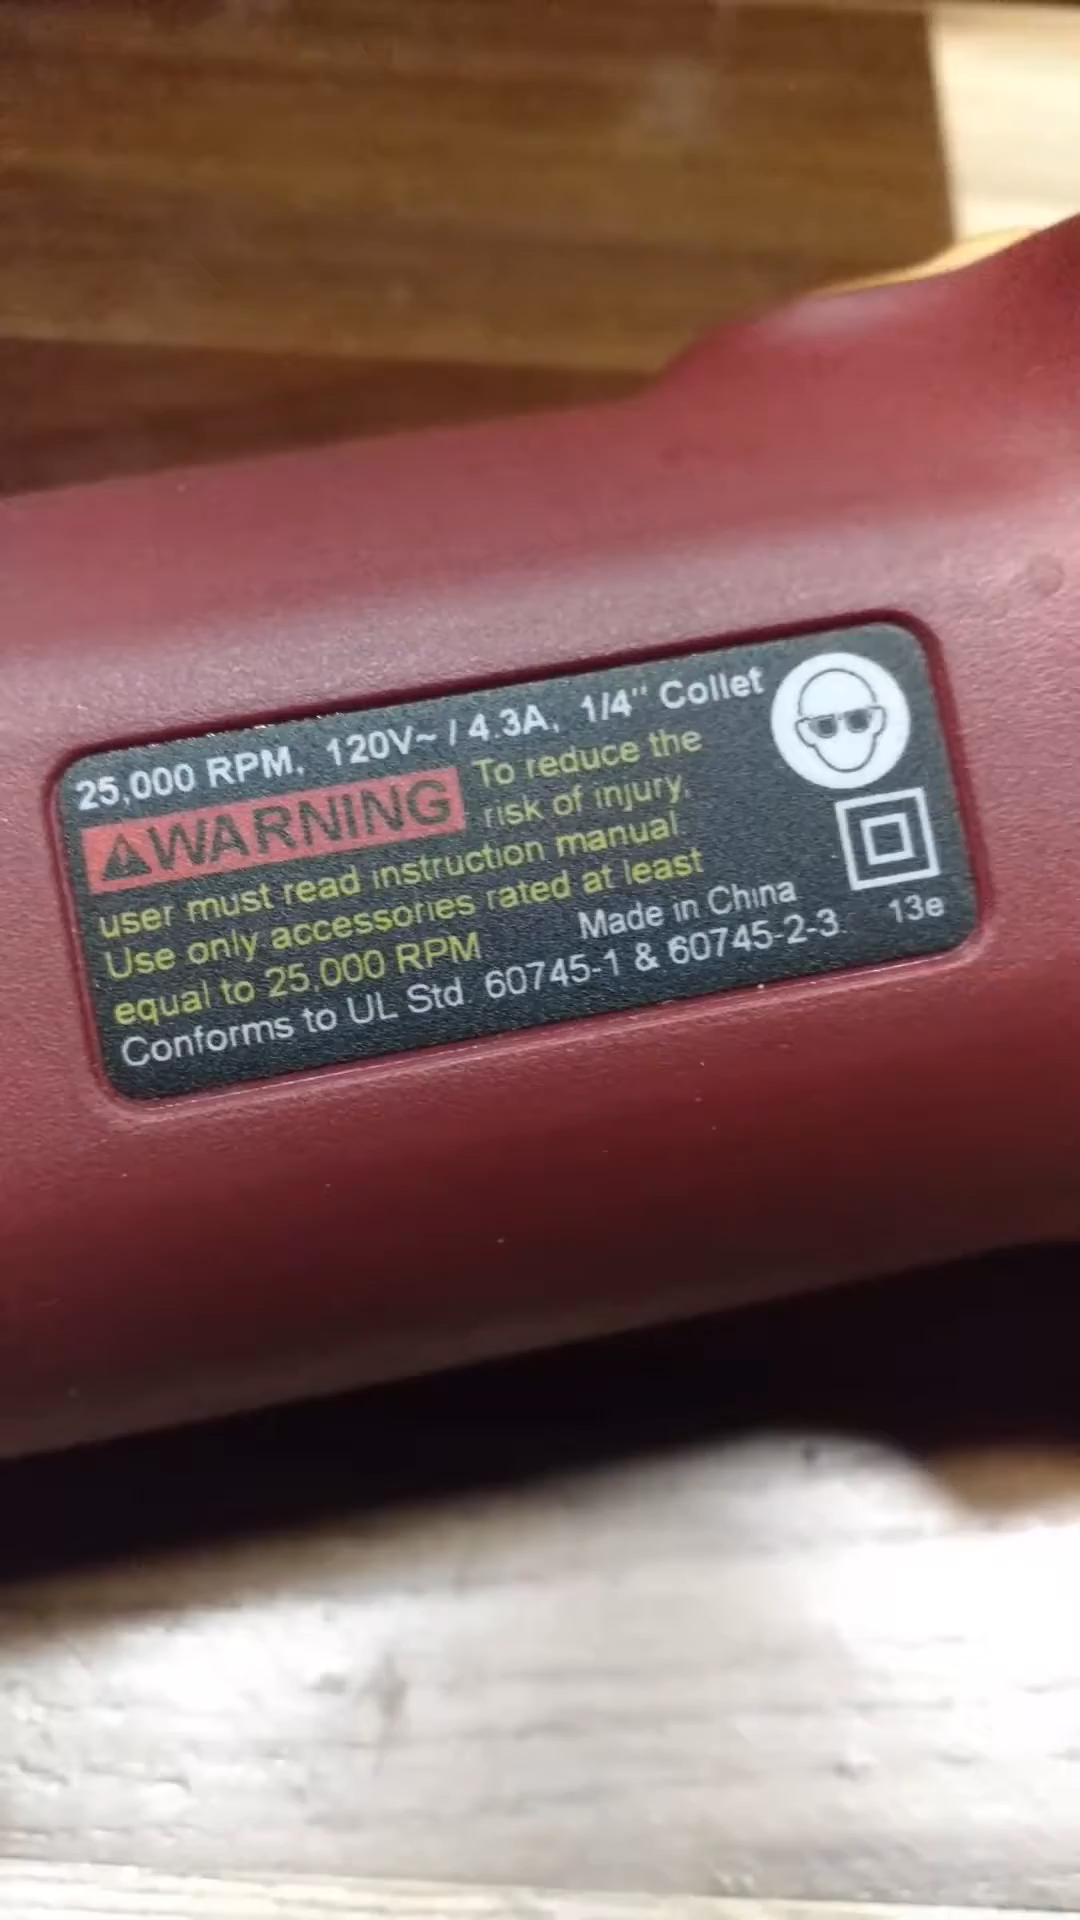 25,000 RPM, 120V~ / 4.3A, 1/4" Collet
⚠WARNING To reduce the
risk of injury,
user must read instruction manual
Use only accessories rated at least
equal to 25,000 RPM
Made in China
Conforms to UL Std. 60745-1 & 60745-2-3.
13e